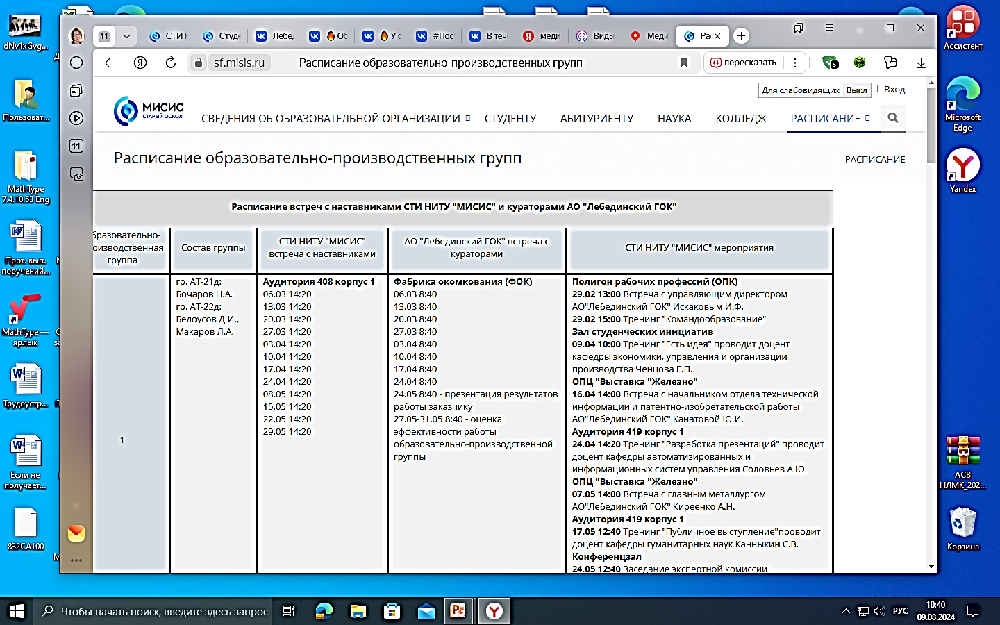 dNv1xGvg...
Пользоват...
MathType
7.4.10.53 Eng
Прот. вып.
поручений...
MathType —
ярлык
Трудоустр...
Если не
получает...
832CA100
11
СТИ
Студе
Лебед
Об
У с
#Пос
В тече
меди
Виды
Меди
Рас
sf.misis.ru
Расписание образовательно-производственных групп
пересказать
5
11
Для слабовидящих Выкл
Вход
МИСИС
СТАРЫЙ ОСКОЛ
СВЕДЕНИЯ ОБ ОБРАЗОВАТЕЛЬНОЙ ОРГАНИЗАЦИИ
СТУДЕНТУ
АБИТУРИЕНТУ
НАУКА
КОЛЛЕДЖ
РАСПИСАНИЕ
Расписание образовательно-производственных групп
РАСПИСАНИЕ
Расписание встреч с наставниками СТИ НИТУ "МИСИС" и кураторами АО "Лебединский ГОК"
бразовательно-
оизводственная
группа
Состав группы
СТИ НИТУ "МИСИС"
встреча с наставниками
АО "Лебединский ГОК" встреча с
кураторами
СТИ НИТУ "МИСИС" мероприятия
1
гр. АТ-21д:
Бочаров Н.А.
гр. АТ-22д:
Белоусов Д.И.,
Макаров Л.А.
Аудитория 408 корпус 1
06.03 14:20
13.03 14:20
20.03 14:20
27.03 14:20
03.04 14:20
10.04 14:20
17.04 14:20
24.04 14:20
08.05 14:20
15.05 14:20
22.05 14:20
29.05 14:20
Фабрика окомкования (ФОК)
06.03 8:40
13.03 8:40
20.03 8:40
27.03 8:40
03.04 8:40
10.04 8:40
17.04 8:40
24.04 8:40
24.05 8:40 - презентация результатов
работы заказчику
27.05-31.05 8:40 - оценка
эффективности работы
образовательно-производственной
группы
Полигон рабочих профессий (ОПК)
29.02 13:00 Встреча с управляющим директором
АО"Лебединский ГОК" Искаковым И.Ф.
29.02 15:00 Тренинг "Командообразование"
Зал студенческих инициатив
09.04 10:00 Тренинг "Есть идея" проводит доцент
кафедры экономики, управления и организации
производства Ченцова Е.П.
ОПЦ "Выставка "Железно"
16.04 14:00 Встреча с начальником отдела технической
информации и патентно-изобретательской работы
АО"Лебединский ГОК" Канатовой Ю.И.
Аудитория 419 корпус 1
24.04 14:20 Тренинг "Разработка презентаций" проводит
доцент кафедры автоматизированных и
информационных систем управления Соловьев А.Ю.
ОПЦ "Выставка "Железно"
07.05 14:00 Встреча с главным металлургом
АО"Лебединский ГОК" Киреенко А.Н.
Аудитория 419 корпус 1
17.05 12:40 Тренинг "Публичное выступление"проводит
доцент кафедры гуманитарных наук Канныкин С.В.
Конференцзал
24.05 12:40 Заседание экспертной комиссии
Ассистент
Microsoft
Edge
Yandex
АСВ
НЛМК_202...
Корзина
Чтобы начать поиск, введите здесь запрос
РУС
10:40
09.08.2024